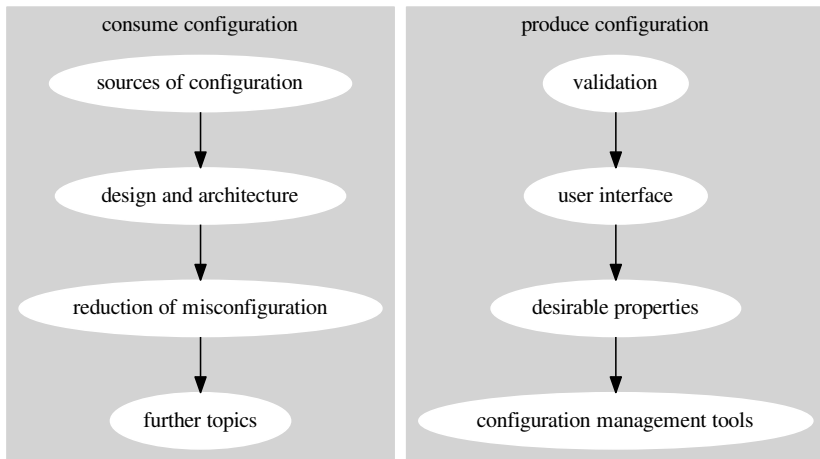 consume configuration
sources of configuration
design and architecture
reduction of misconfiguration
further topics
produce configuration
validation
user interface
desirable properties
configuration management tools